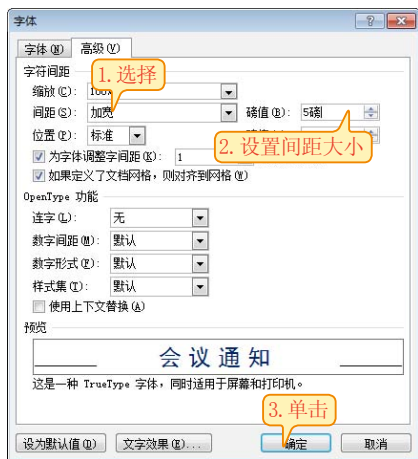 字体
字体(N) 高级(V)
字符间距
1.选择
缩放(C):
间距(S): 加宽 磅值(B): 5磅
位置(P): 标准
2.设置间距大小
为字体调整字间距(K): 1
如果定义了文档网格，则对齐到网格(W)
OpenType 功能
连字(L): 无
数字间距(M): 默认
数字形式(F): 默认
样式集(T): 默认
使用上下文替换(A)
预览
会议通知
这是一种 TrueType 字体，同时适用于屏幕和打印机。
3.单击
设为默认值(D) 文字效果(E)... 确定 取消